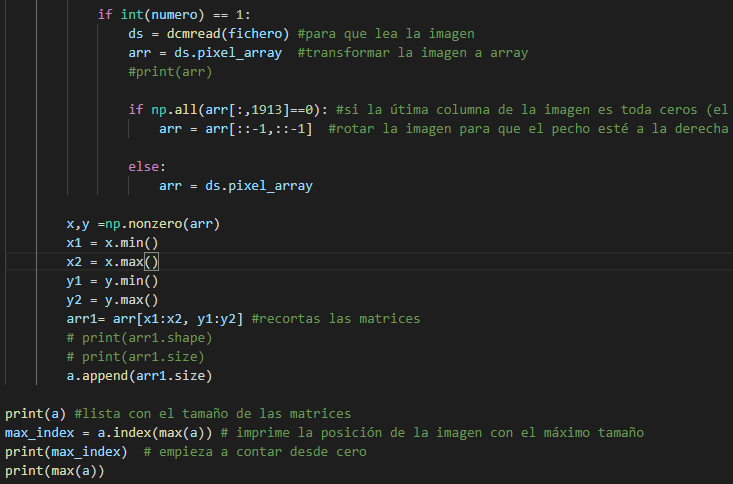 if int(numero) == 1:
ds = dcmread(fichero) #para que lea la imagen
arr = ds.pixel_array  #transformar la imagen a array
#print(arr)
if np.all(arr[:,1913]==0): #si la útima columna de la imagen es toda ceros (el
arr = arr[::-1,::-1]  #rotar la imagen para que el pecho esté a la derecha
else:
arr = ds.pixel_array
x,y =np.nonzero(arr)
x1 = x.min()
x2 = x.max()
y1 = y.min()
y2 = y.max()
arr1= arr[x1:x2, y1:y2] #recortas las matrices
# print(arr1.shape)
# print(arr1.size)
a.append(arr1.size)
print(a) #lista con el tamaño de las matrices
max_index = a.index(max(a)) # imprime la posición de la imagen con el máximo tamaño
print(max_index)  # empieza a contar desde cero
print(max(a))